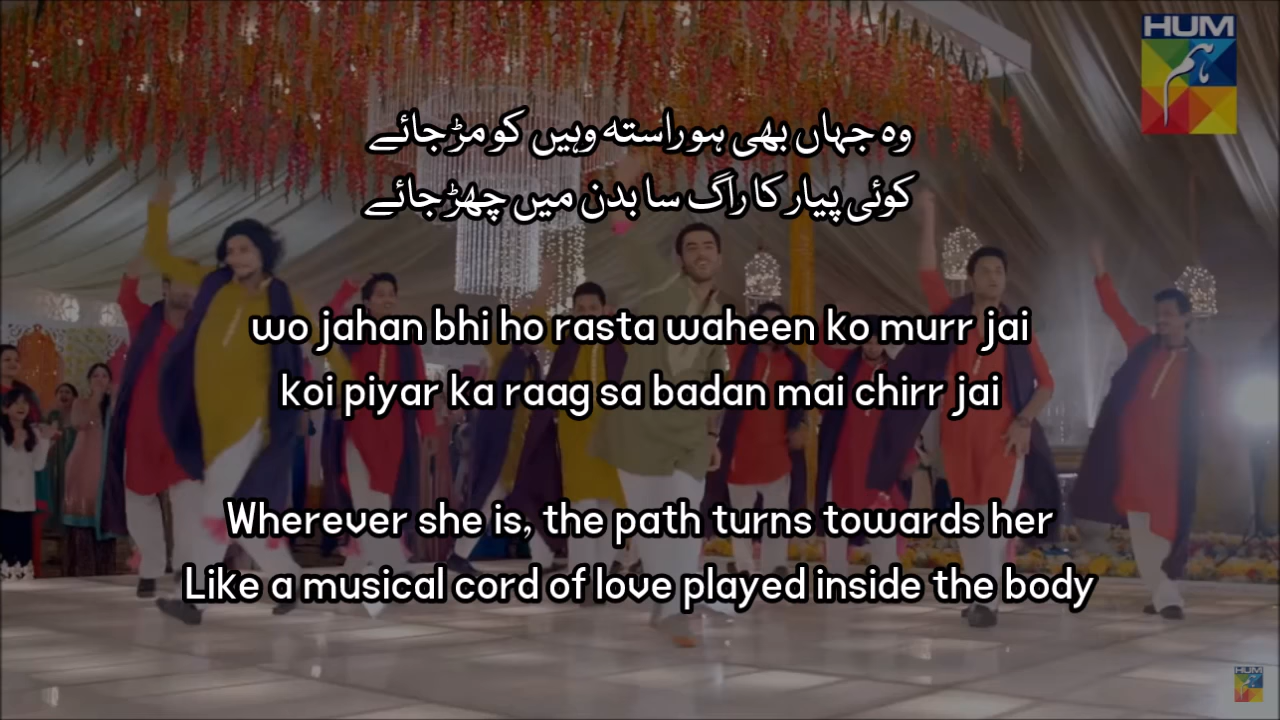 HUM
ہم
وہ جہاں بھی ہو راستہ وہیں کو مڑ جائے
کوئی پیار کا راگ سا بدن میں چھڑ جائے
wo jahan bhi ho rasta waheen ko murr jai
koi piyar ka raag sa badan mai chirr jai
Wherever she is, the path turns towards her
Like a musical cord of love played inside the body
HUM
ہم